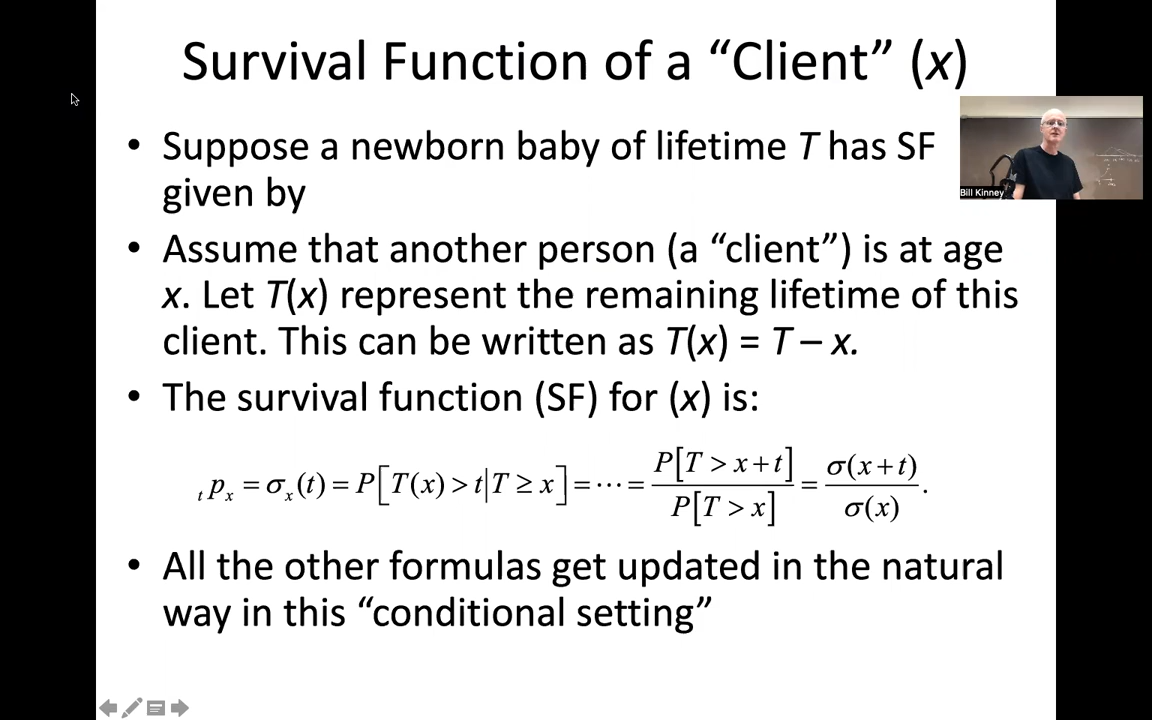 Survival Function of a “Client” (x)
• Suppose a newborn baby of lifetime T has SF
given by
• Assume that another person (a “client”) is at age
x. Let T(x) represent the remaining lifetime of this
client. This can be written as T(x) = T – x.
• The survival function (SF) for (x) is:
ₜpₓ = σₓ(t) = P[T(x) > t|T ≥ x] = ⋯ = P[T > x+t] / P[T > x] = σ(x+t) / σ(x).
• All the other formulas get updated in the natural
way in this “conditional setting”
Bill Kinney